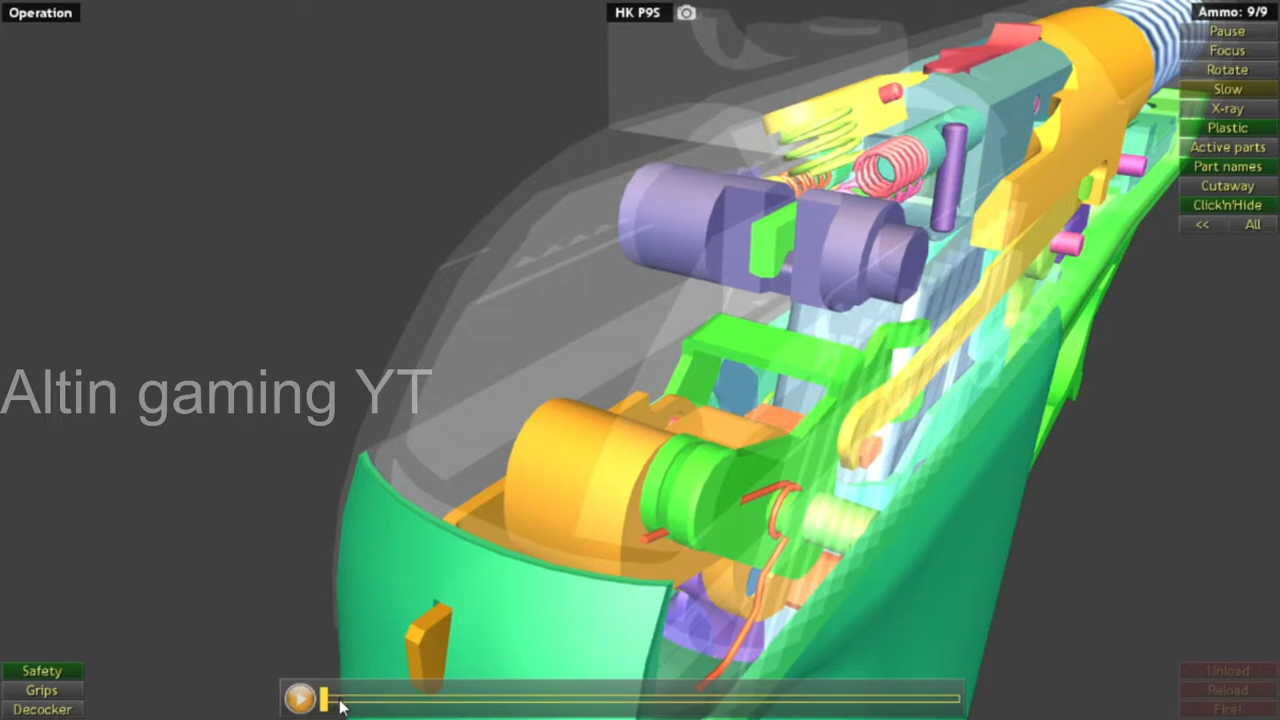 Operation
HK P9S
Ammo: 9/9
Pause
Focus
Rotate
Slow
X-ray
Plastic
Active parts
Part names
Cutaway
Click'n'Hide
<< All
Altin gaming YT
Safety
Grips
Decocker
Unload
Reload
Fire!